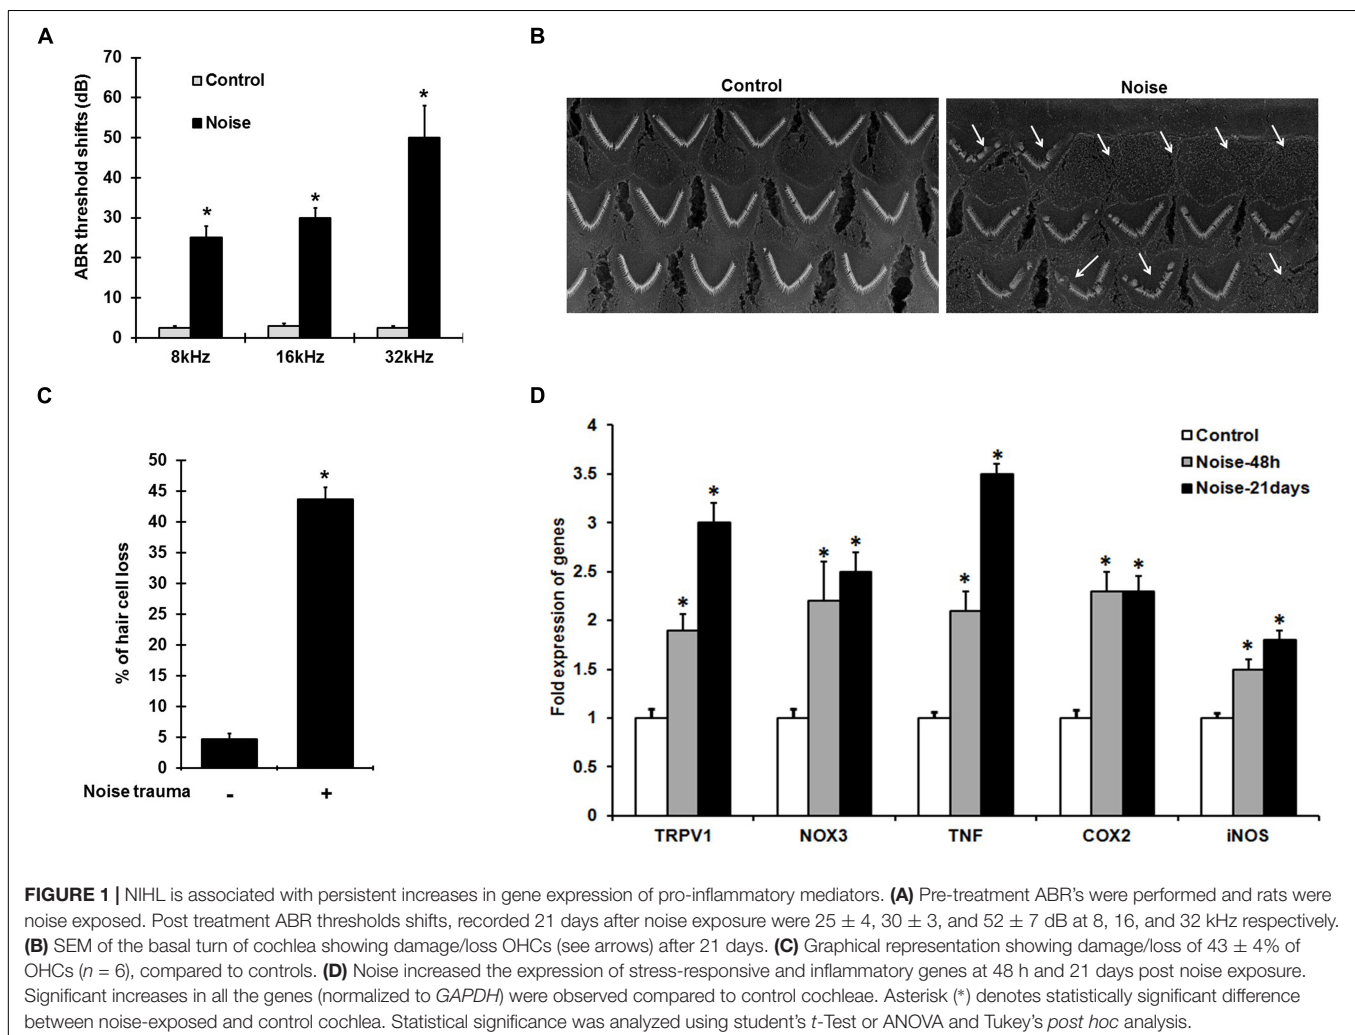 A
70
60
50
40
30
20
10
0
ABR threshold shifts (dB)
Control
Noise
*
*
*
8kHz 16kHz 32kHz
B
Control
Noise
C
50
45
40
35
30
25
20
15
10
5
0
% of hair cell loss
*
Noise trauma - +
D
4
3.5
3
2.5
2
1.5
1
0.5
0
Fold expression of genes
Control
Noise-48h
Noise-21days
* * * * * * * * * *
TRPV1 NOX3 TNF COX2 iNOS
FIGURE 1 | NIHL is associated with persistent increases in gene expression of pro-inflammatory mediators. (A) Pre-treatment ABR's were performed and rats were
noise exposed. Post treatment ABR thresholds shifts, recorded 21 days after noise exposure were 25 ± 4, 30 ± 3, and 52 ± 7 dB at 8, 16, and 32 kHz respectively.
(B) SEM of the basal turn of cochlea showing damage/loss OHCs (see arrows) after 21 days. (C) Graphical representation showing damage/loss of 43 ± 4% of
OHCs (n = 6), compared to controls. (D) Noise increased the expression of stress-responsive and inflammatory genes at 48 h and 21 days post noise exposure.
Significant increases in all the genes (normalized to GAPDH) were observed compared to control cochleae. Asterisk (*) denotes statistically significant difference
between noise-exposed and control cochlea. Statistical significance was analyzed using student's t-Test or ANOVA and Tukey's post hoc analysis.